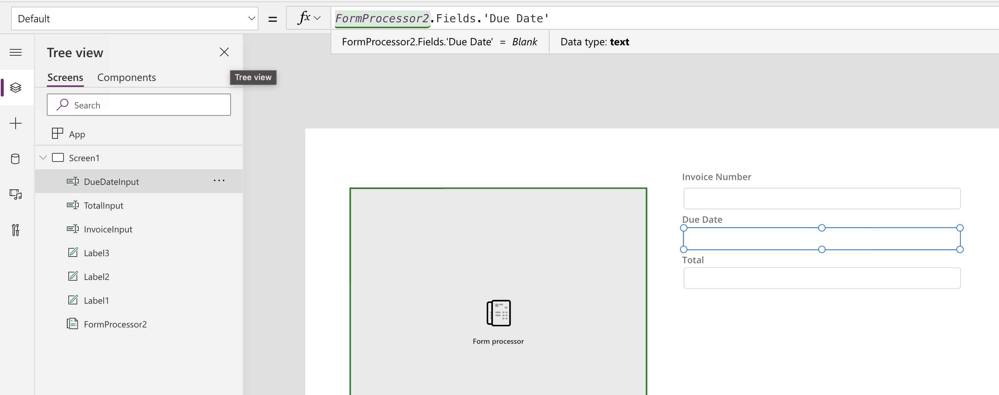 Default
= fx FormProcessor2.Fields.'Due Date'
FormProcessor2.Fields.'Due Date' = Blank
Data type: text
Tree view
Screens
Components
Tree view
Search
App
Screen1
DueDateInput
...
TotalInput
InvoiceInput
Label3
Label2
Label1
FormProcessor2
Form processor
Invoice Number
Due Date
Total